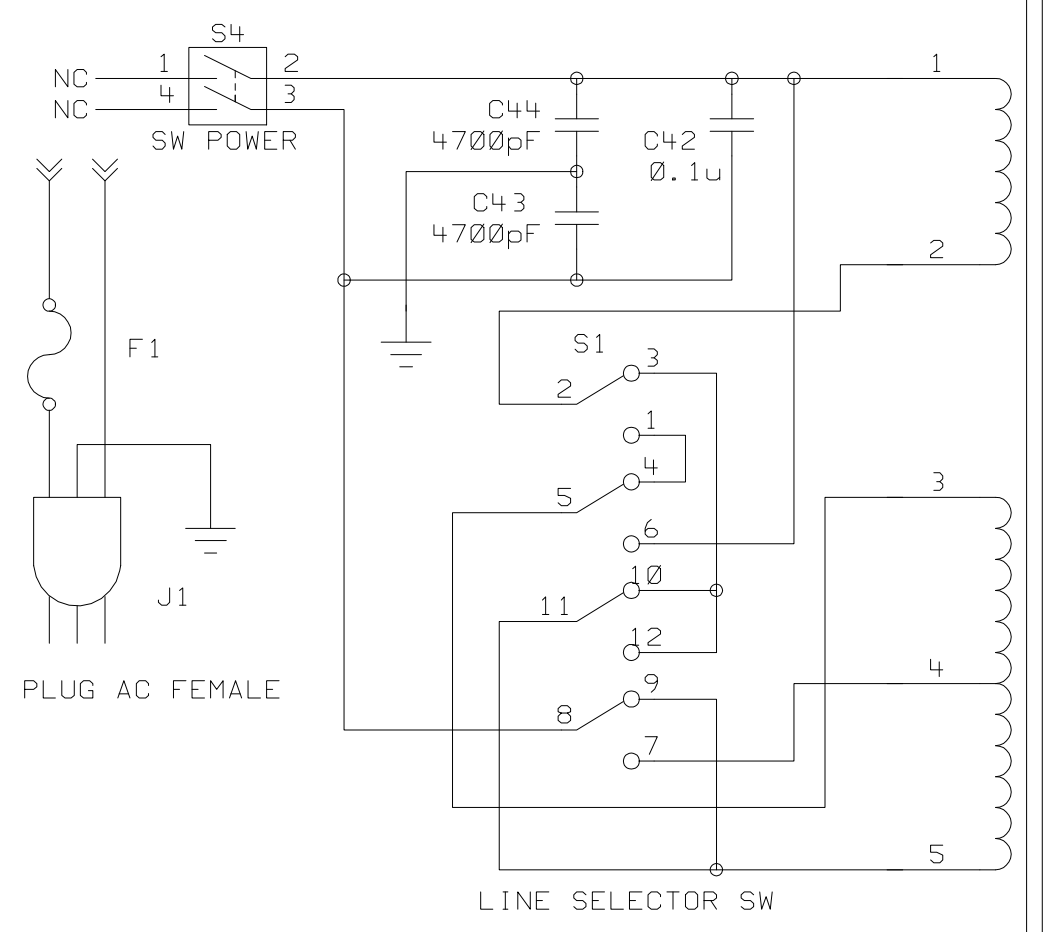 S4
NC 1 2 1
NC 4 3
SW POWER
C44
4700pF
C42
0.1u
C43
4700pF
2
F1
S1
3
2
1
4
5
3
6
10
11
J1
12
4
PLUG AC FEMALE
9
8
7
5
LINE SELECTOR SW